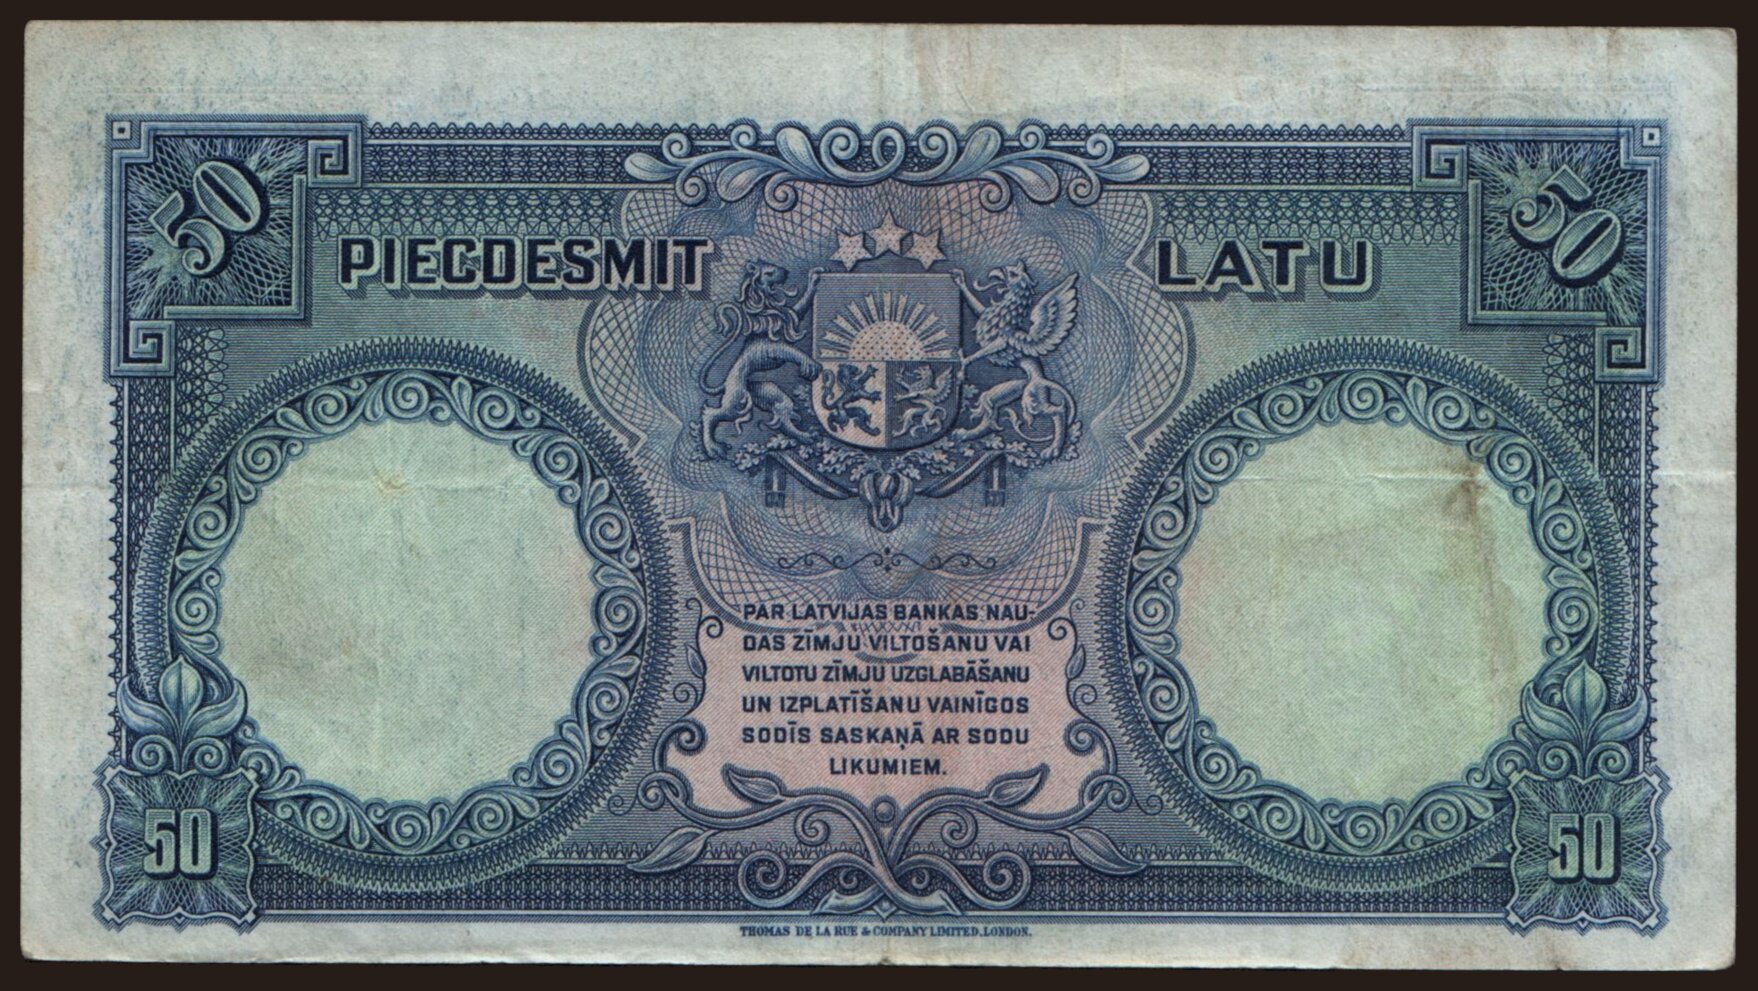 50 50
PIECDESMIT LATU
PAR LATVIJAS BANKAS NAU-
DAS ZĪMJU VILTOŠANU VAI
VILTOTU ZĪMJU UZGLABĀŠANU
UN IZPLATĪŠANU VAINĪGOS
SODĪS SASKAŅĀ AR SODU
LIKUMIEM.
50 50
THOMAS DE LA RUE & COMPANY LIMITED, LONDON.